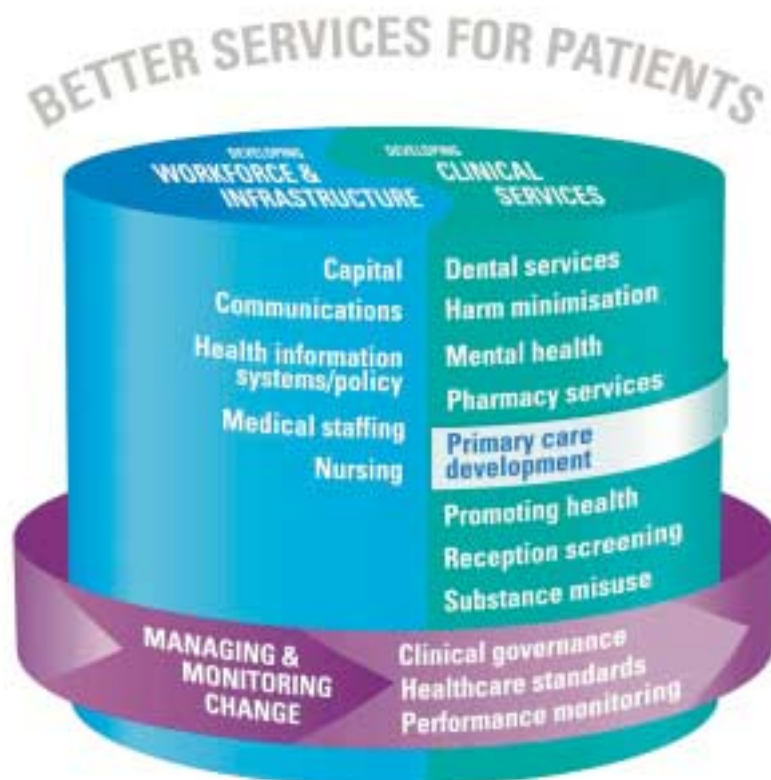 BETTER SERVICES FOR PATIENTS
DEVELOPING
WORKFORCE &
INFRASTRUCTURE
DEVELOPING
CLINICAL
SERVICES
Capital
Communications
Health information
systems/policy
Medical staffing
Nursing
Dental services
Harm minimisation
Mental health
Pharmacy services
Primary care
development
Promoting health
Reception screening
Substance misuse
MANAGING &
MONITORING
CHANGE
Clinical governance
Healthcare standards
Performance monitoring